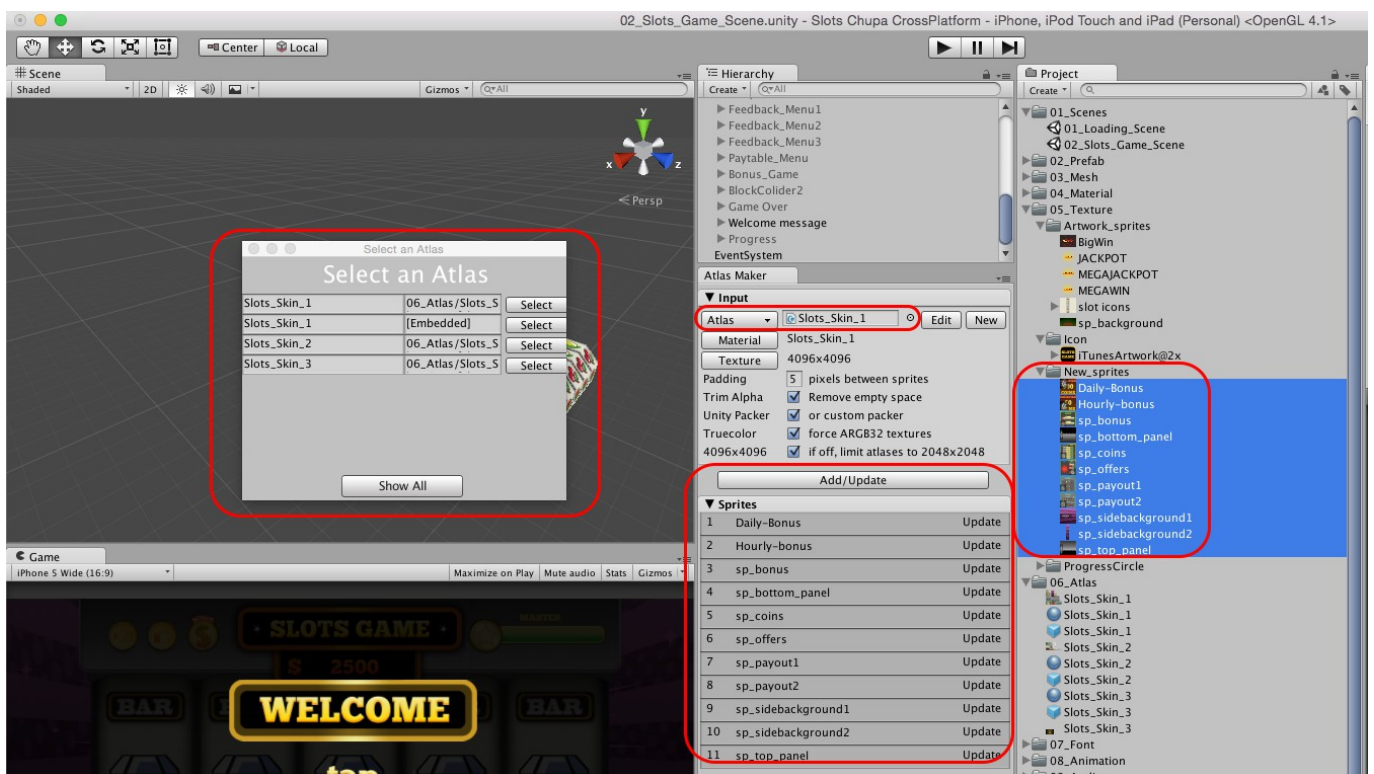 02_Slots_Game_Scene.unity - Slots Chupa CrossPlatform - iPhone, iPod Touch and iPad (Personal) <OpenGL 4.1>
Center Local
Scene
Shaded 2D Gizmos All
y
x z
Persp
Select an Atlas
Select an Atlas
Slots_Skin_1 06_Atlas/Slots_S Select
Slots_Skin_1 [Embedded] Select
Slots_Skin_2 06_Atlas/Slots_S Select
Slots_Skin_3 06_Atlas/Slots_S Select
Show All
Game
iPhone 5 Wide (16:9) Maximize on Play Mute audio Stats Gizmos
MASTER
SLOTS GAME
$ 2500
BAR BAR
WELCOME
tap
Hierarchy
Create All
Feedback_Menu1
Feedback_Menu2
Feedback_Menu3
Paytable_Menu
Bonus_Game
BlockColider2
Game Over
Welcome message
Progress
EventSystem
Atlas Maker
Input
Atlas Slots_Skin_1 Edit New
Material Slots_Skin_1
Texture 4096x4096
Padding 5 pixels between sprites
Trim Alpha Remove empty space
Unity Packer or custom packer
Truecolor force ARGB32 textures
4096x4096 if off, limit atlases to 2048x2048
Add/Update
Sprites
1 Daily-Bonus Update
2 Hourly-bonus Update
3 sp_bonus Update
4 sp_bottom_panel Update
5 sp_coins Update
6 sp_offers Update
7 sp_payout1 Update
8 sp_payout2 Update
9 sp_sidebackground1 Update
10 sp_sidebackground2 Update
11 sp_top_panel Update
Project
Create
01_Scenes
01_Loading_Scene
02_Slots_Game_Scene
02_Prefab
03_Mesh
04_Material
05_Texture
Artwork_sprites
BigWin
JACKPOT
MEGAJACKPOT
MEGAWIN
slot icons
sp_background
Icon
iTunesArtwork@2x
New_sprites
Daily-Bonus
Hourly-bonus
sp_bonus
sp_bottom_panel
sp_coins
sp_offers
sp_payout1
sp_payout2
sp_sidebackground1
sp_sidebackground2
sp_top_panel
ProgressCircle
06_Atlas
Slots_Skin_1
Slots_Skin_1
Slots_Skin_1
Slots_Skin_2
Slots_Skin_2
Slots_Skin_2
Slots_Skin_3
Slots_Skin_3
Slots_Skin_3
07_Font
08_Animation